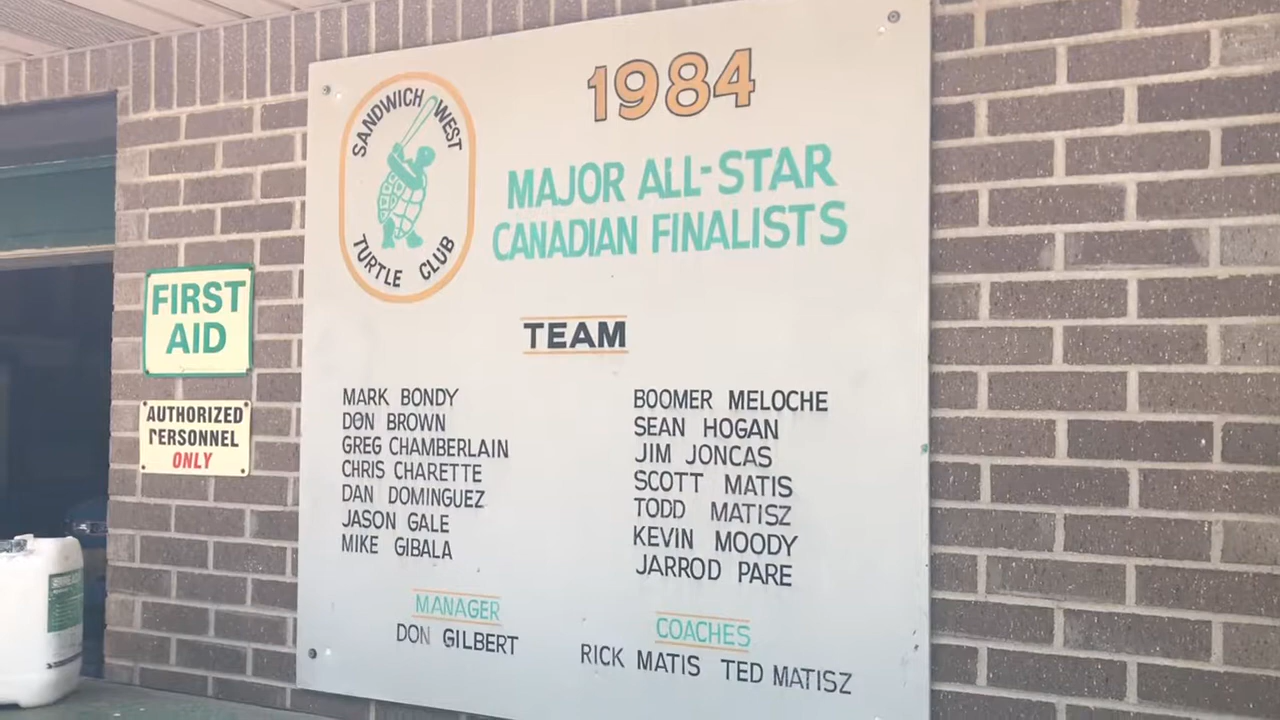 SANDWICH WEST
TURTLE CLUB
1984
MAJOR ALL-STAR
CANADIAN FINALISTS
TEAM
MARK BONDY
DON BROWN
GREG CHAMBERLAIN
CHRIS CHARETTE
DAN DOMINGUEZ
JASON GALE
MIKE GIBALA
BOOMER MELOCHE
SEAN HOGAN
JIM JONCAS
SCOTT MATIS
TODD MATISZ
KEVIN MOODY
JARROD PARE
MANAGER
DON GILBERT
COACHES
RICK MATIS TED MATISZ
FIRST
AID
AUTHORIZED
PERSONNEL
ONLY